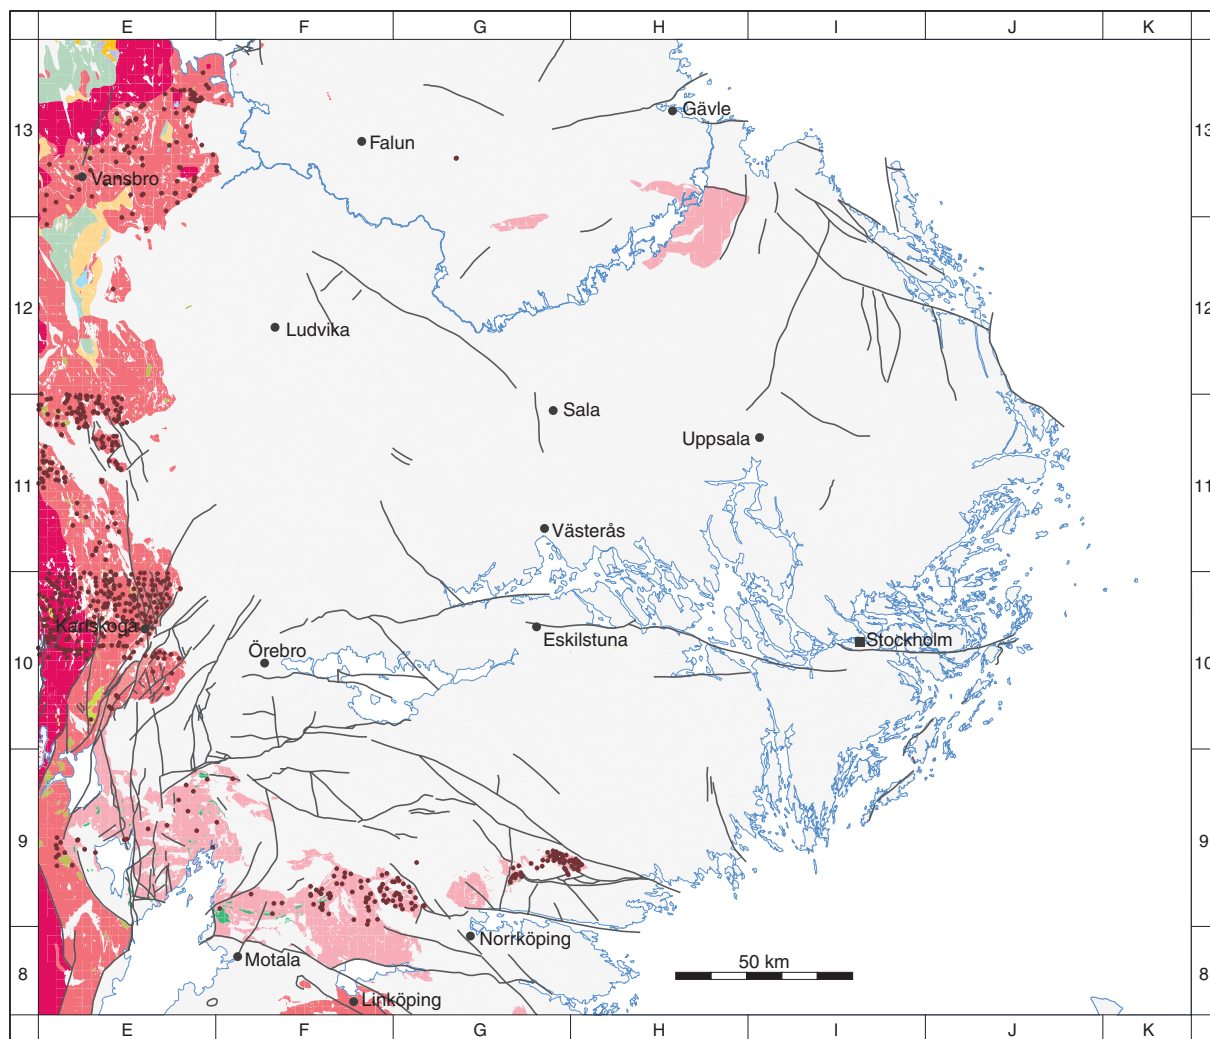 E F G H I J K
13 13
Gävle
Falun
Vansbro
12 12
Ludvika
Sala
Uppsala
11 11
Västerås
Karlskoga
Eskilstuna
Stockholm
Örebro
10 10
9 9
Norrköping
50 km
Motala
8 8
Linköping
E F G H I J K